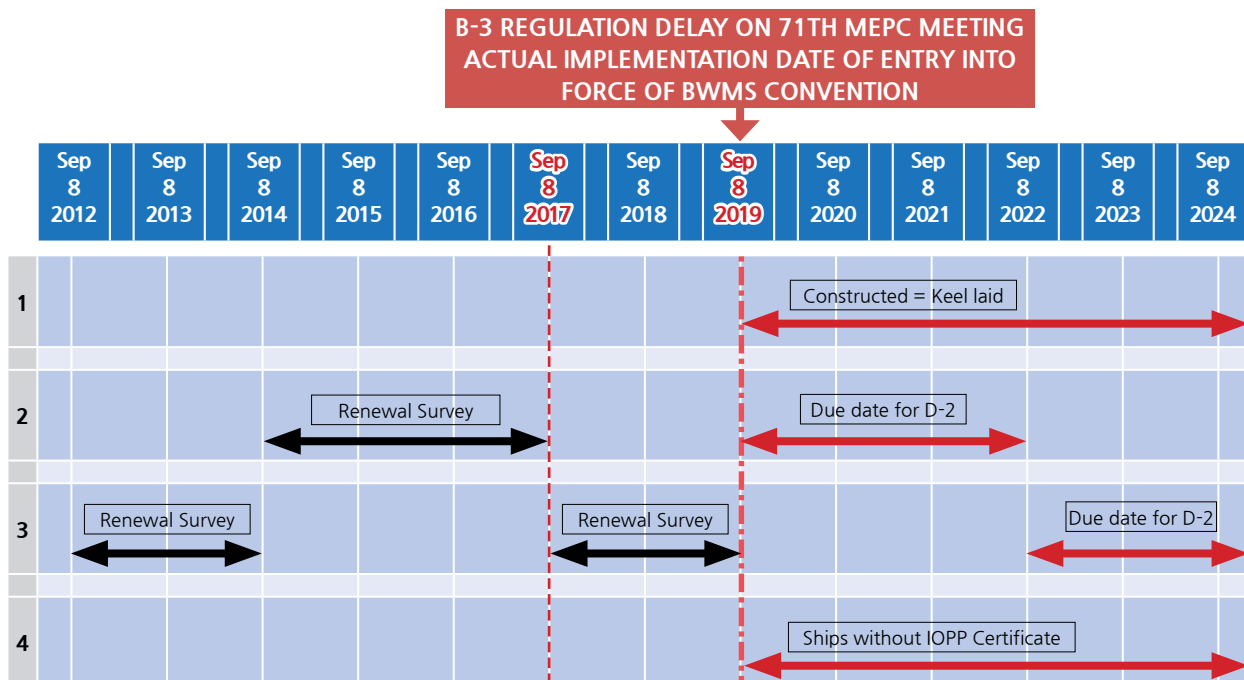 B-3 REGULATION DELAY ON 71TH MEPC MEETING
ACTUAL IMPLEMENTATION DATE OF ENTRY INTO
FORCE OF BWMS CONVENTION
Sep 8 2012
Sep 8 2013
Sep 8 2014
Sep 8 2015
Sep 8 2016
Sep 8 2017
Sep 8 2018
Sep 8 2019
Sep 8 2020
Sep 8 2021
Sep 8 2022
Sep 8 2023
Sep 8 2024
1
Constructed = Keel laid
2
Renewal Survey
Due date for D-2
3
Renewal Survey
Renewal Survey
Due date for D-2
4
Ships without IOPP Certificate